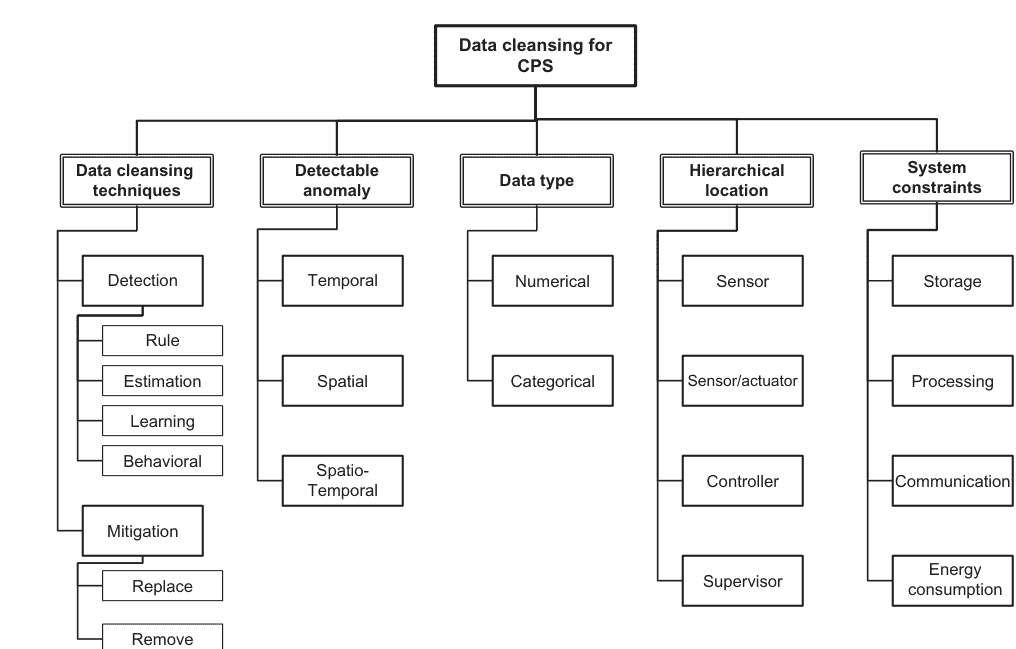 Data cleansing for
CPS
Data cleansing
techniques
Detectable
anomaly
Data type
Hierarchical
location
System
constraints
Detection
Rule
Estimation
Learning
Behavioral
Mitigation
Replace
Remove
Temporal
Spatial
Spatio-
Temporal
Numerical
Categorical
Sensor
Sensor/actuator
Controller
Supervisor
Storage
Processing
Communication
Energy
consumption